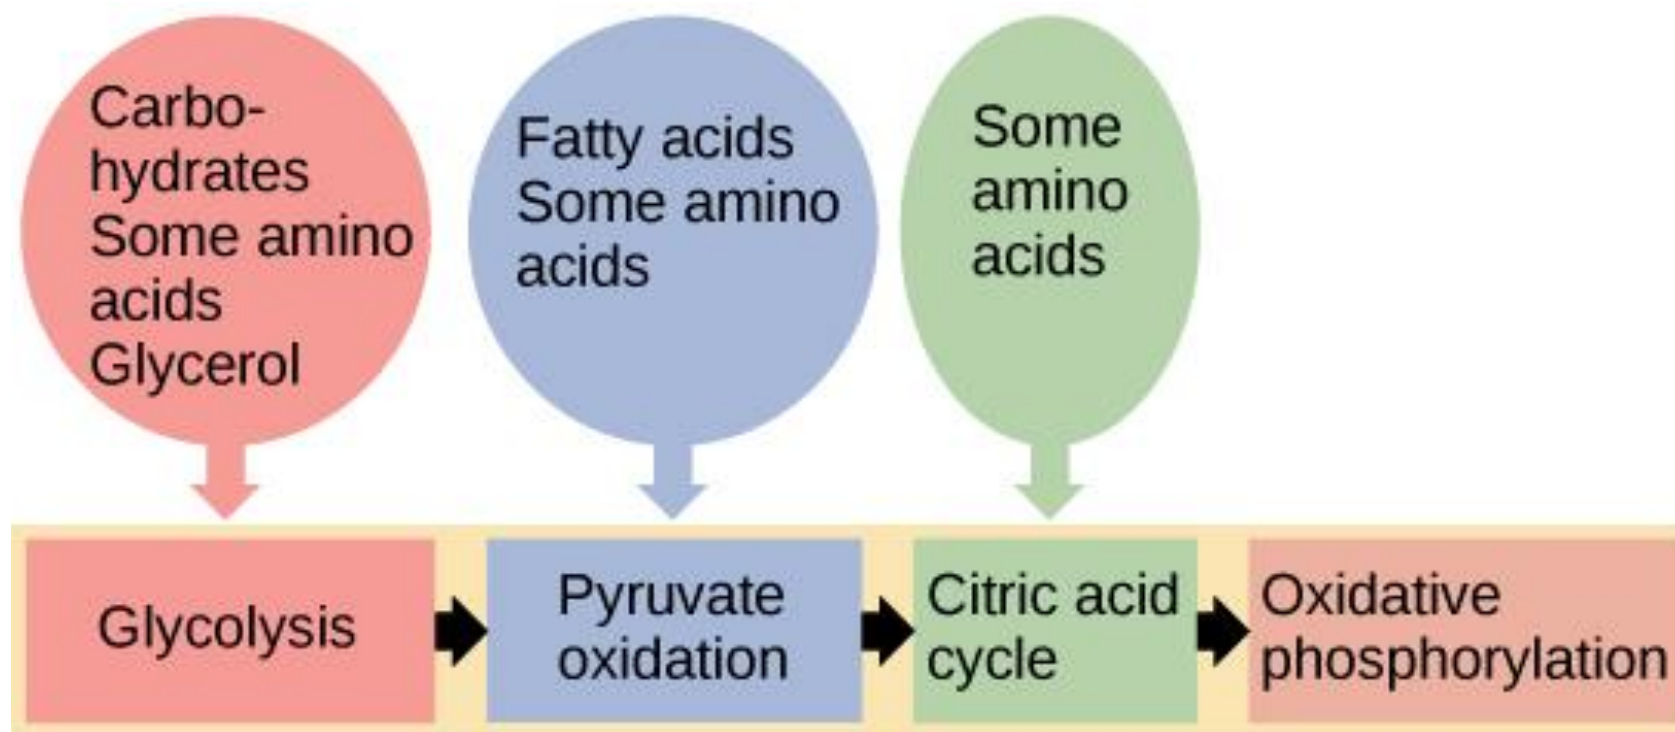 Carbo-
hydrates
Some amino
acids
Glycerol
Fatty acids
Some amino
acids
Some
amino
acids
Glycolysis
Pyruvate
oxidation
Citric acid
cycle
Oxidative
phosphorylation